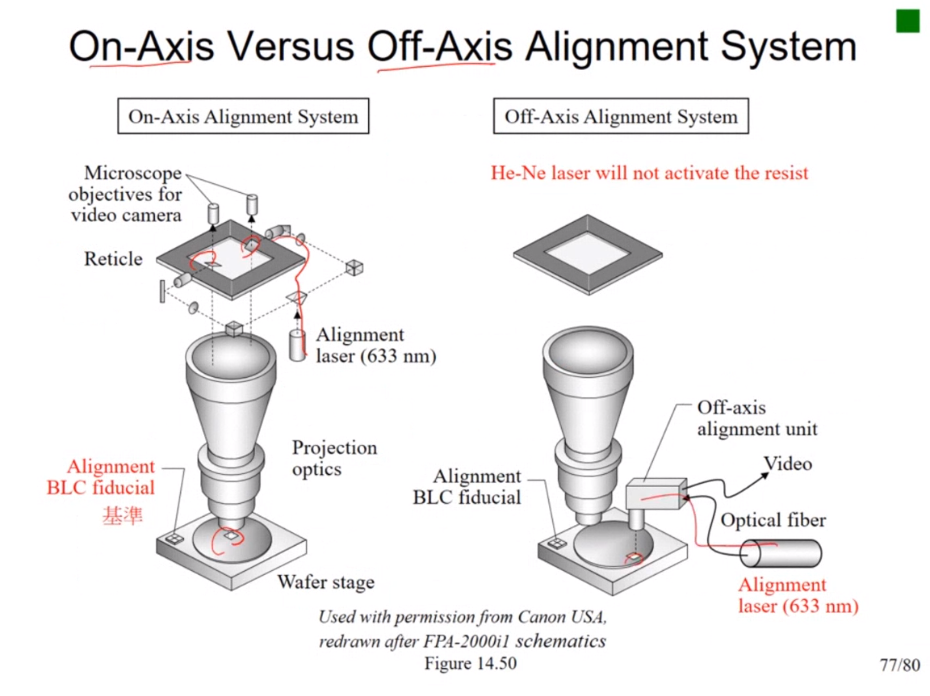 On-Axis Versus Off-Axis Alignment System
On-Axis Alignment System
Microscope
objectives for
video camera
Reticle
Alignment
laser (633 nm)
Projection
optics
Alignment
BLC fiducial
基準
Wafer stage
Off-Axis Alignment System
He-Ne laser will not activate the resist
Off-axis
alignment unit
Video
Alignment
BLC fiducial
Optical fiber
Alignment
laser (633 nm)
Used with permission from Canon USA,
redrawn after FPA-2000i1 schematics
Figure 14.50
77/80